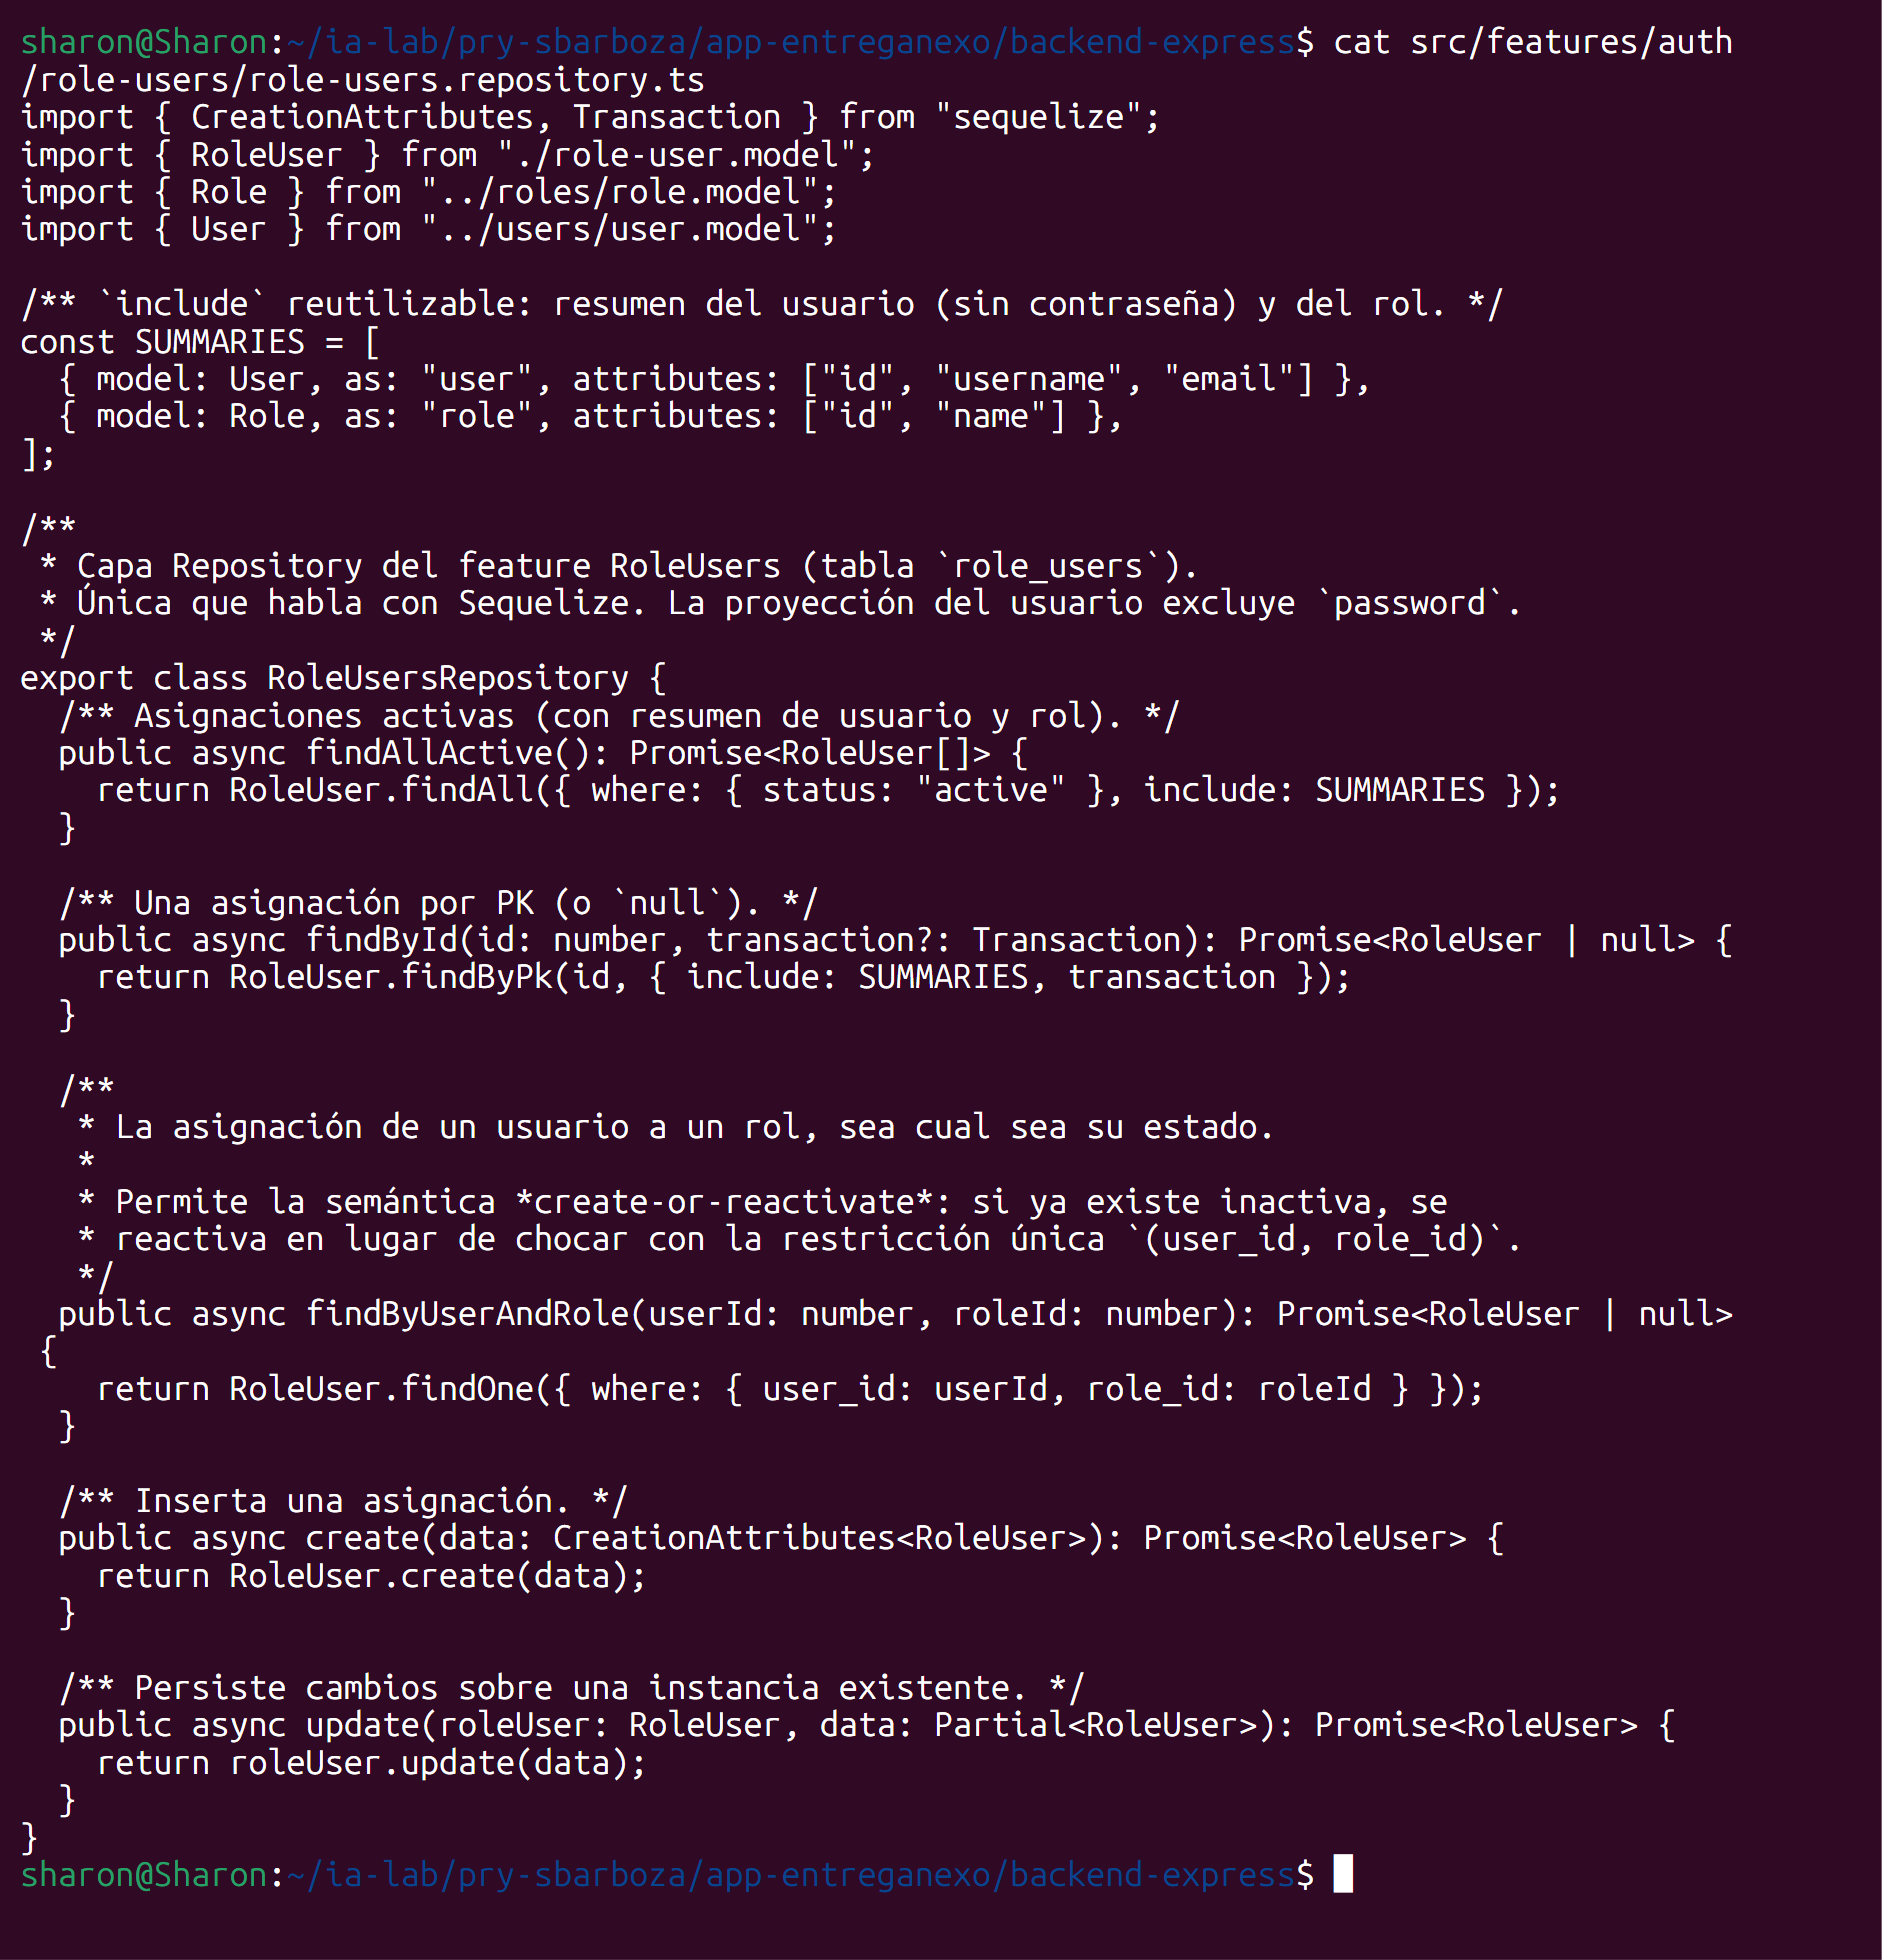 sharon@Sharon:~/ia-lab/pry-sbarboza/app-entreganexo/backend-express$ cat src/features/auth
/role-users/role-users.repository.ts
import { CreationAttributes, Transaction } from "sequelize";
import { RoleUser } from "./role-user.model";
import { Role } from "../roles/role.model";
import { User } from "../users/user.model";

/** `include` reutilizable: resumen del usuario (sin contraseña) y del rol. */
const SUMMARIES = [
  { model: User, as: "user", attributes: ["id", "username", "email"] },
  { model: Role, as: "role", attributes: ["id", "name"] },
];

/**
 * Capa Repository del feature RoleUsers (tabla `role_users`).
 * Única que habla con Sequelize. La proyección del usuario excluye `password`.
 */
export class RoleUsersRepository {
  /** Asignaciones activas (con resumen de usuario y rol). */
  public async findAllActive(): Promise<RoleUser[]> {
    return RoleUser.findAll({ where: { status: "active" }, include: SUMMARIES });
  }

  /** Una asignación por PK (o `null`). */
  public async findById(id: number, transaction?: Transaction): Promise<RoleUser | null> {
    return RoleUser.findByPk(id, { include: SUMMARIES, transaction });
  }

  /**
   * La asignación de un usuario a un rol, sea cual sea su estado.
   *
   * Permite la semántica *create-or-reactivate*: si ya existe inactiva, se
   * reactiva en lugar de chocar con la restricción única `(user_id, role_id)`.
   */
  public async findByUserAndRole(userId: number, roleId: number): Promise<RoleUser | null>
 {
    return RoleUser.findOne({ where: { user_id: userId, role_id: roleId } });
  }

  /** Inserta una asignación. */
  public async create(data: CreationAttributes<RoleUser>): Promise<RoleUser> {
    return RoleUser.create(data);
  }

  /** Persiste cambios sobre una instancia existente. */
  public async update(roleUser: RoleUser, data: Partial<RoleUser>): Promise<RoleUser> {
    return roleUser.update(data);
  }
}
sharon@Sharon:~/ia-lab/pry-sbarboza/app-entreganexo/backend-express$